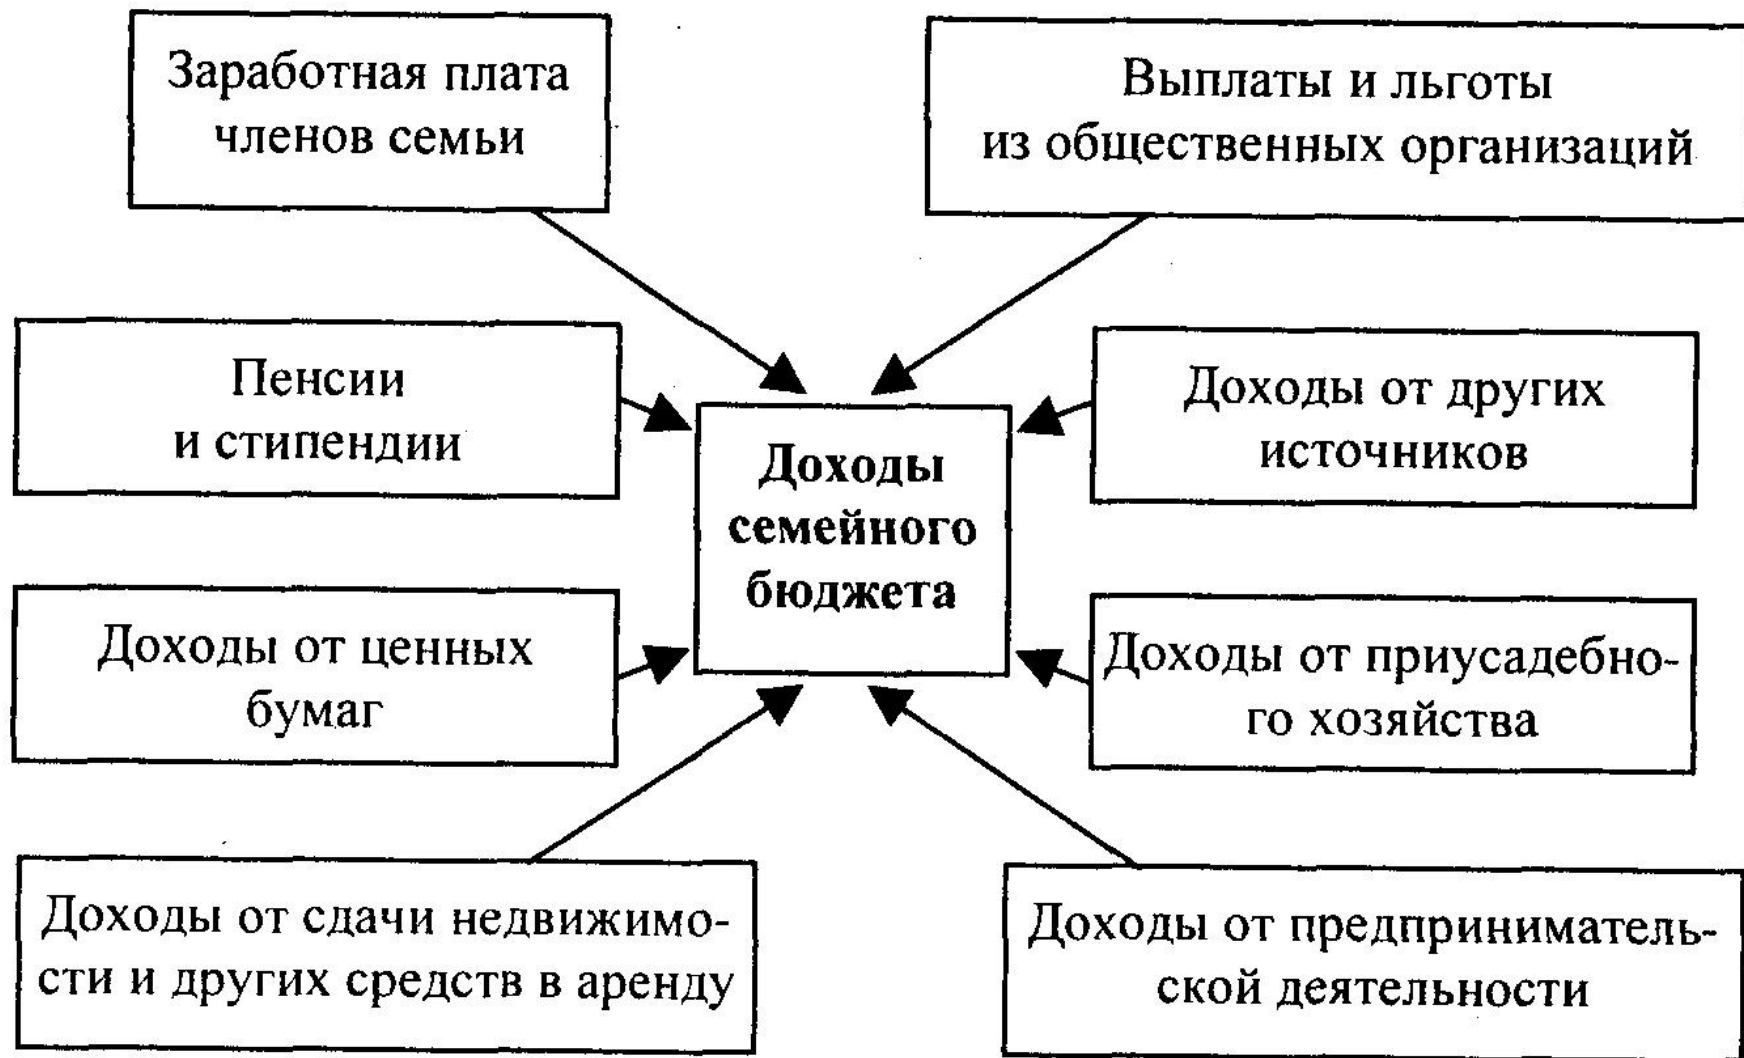 Заработная плата
членов семьи
Выплаты и льготы
из общественных организаций
Пенсии
и стипендии
Доходы от других
источников
Доходы
семейного
бюджета
Доходы от ценных
бумаг
Доходы от приусадебно-
го хозяйства
Доходы от сдачи недвижимо-
сти и других средств в аренду
Доходы от предприниматель-
ской деятельности